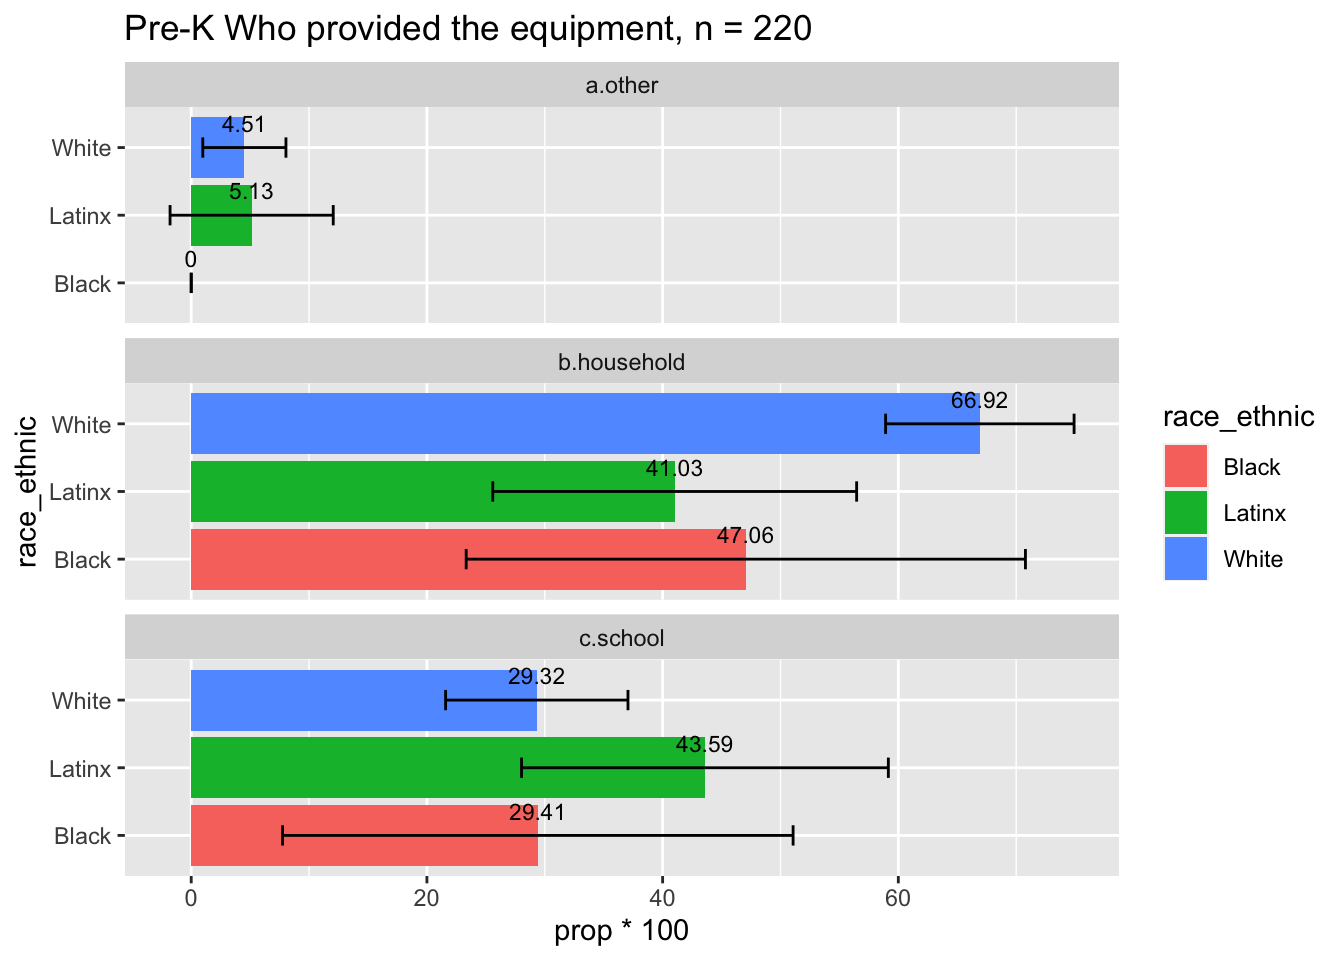 Pre-K Who provided the equipment, n = 220
a.other
White
4.51
Latinx
5.13
Black
0
b.household
White
66.92
Latinx
41.03
Black
47.06
c.school
White
29.32
Latinx
43.59
Black
29.41
0 20 40 60
prop * 100
race_ethnic
race_ethnic
Black
Latinx
White